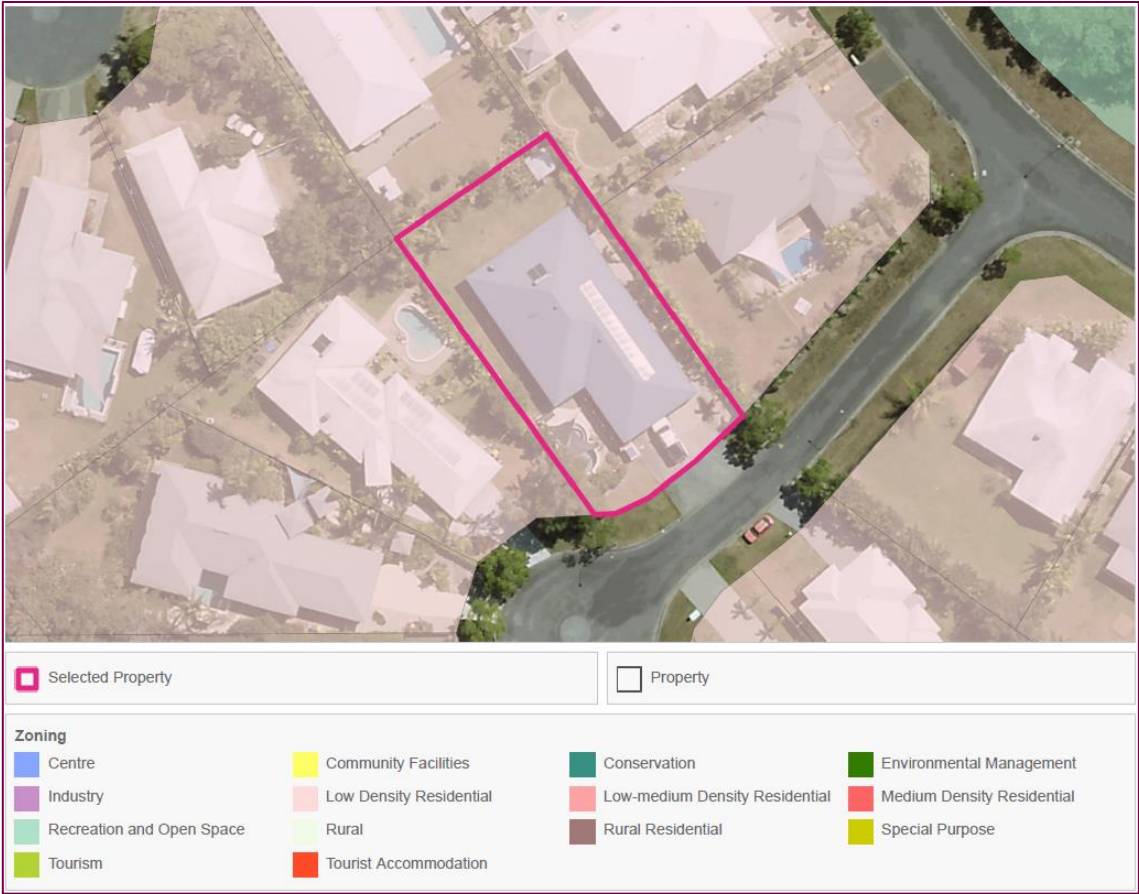 Selected Property
Property
Zoning
Centre
Community Facilities
Conservation
Environmental Management
Industry
Low Density Residential
Low-medium Density Residential
Medium Density Residential
Recreation and Open Space
Rural
Rural Residential
Special Purpose
Tourism
Tourist Accommodation